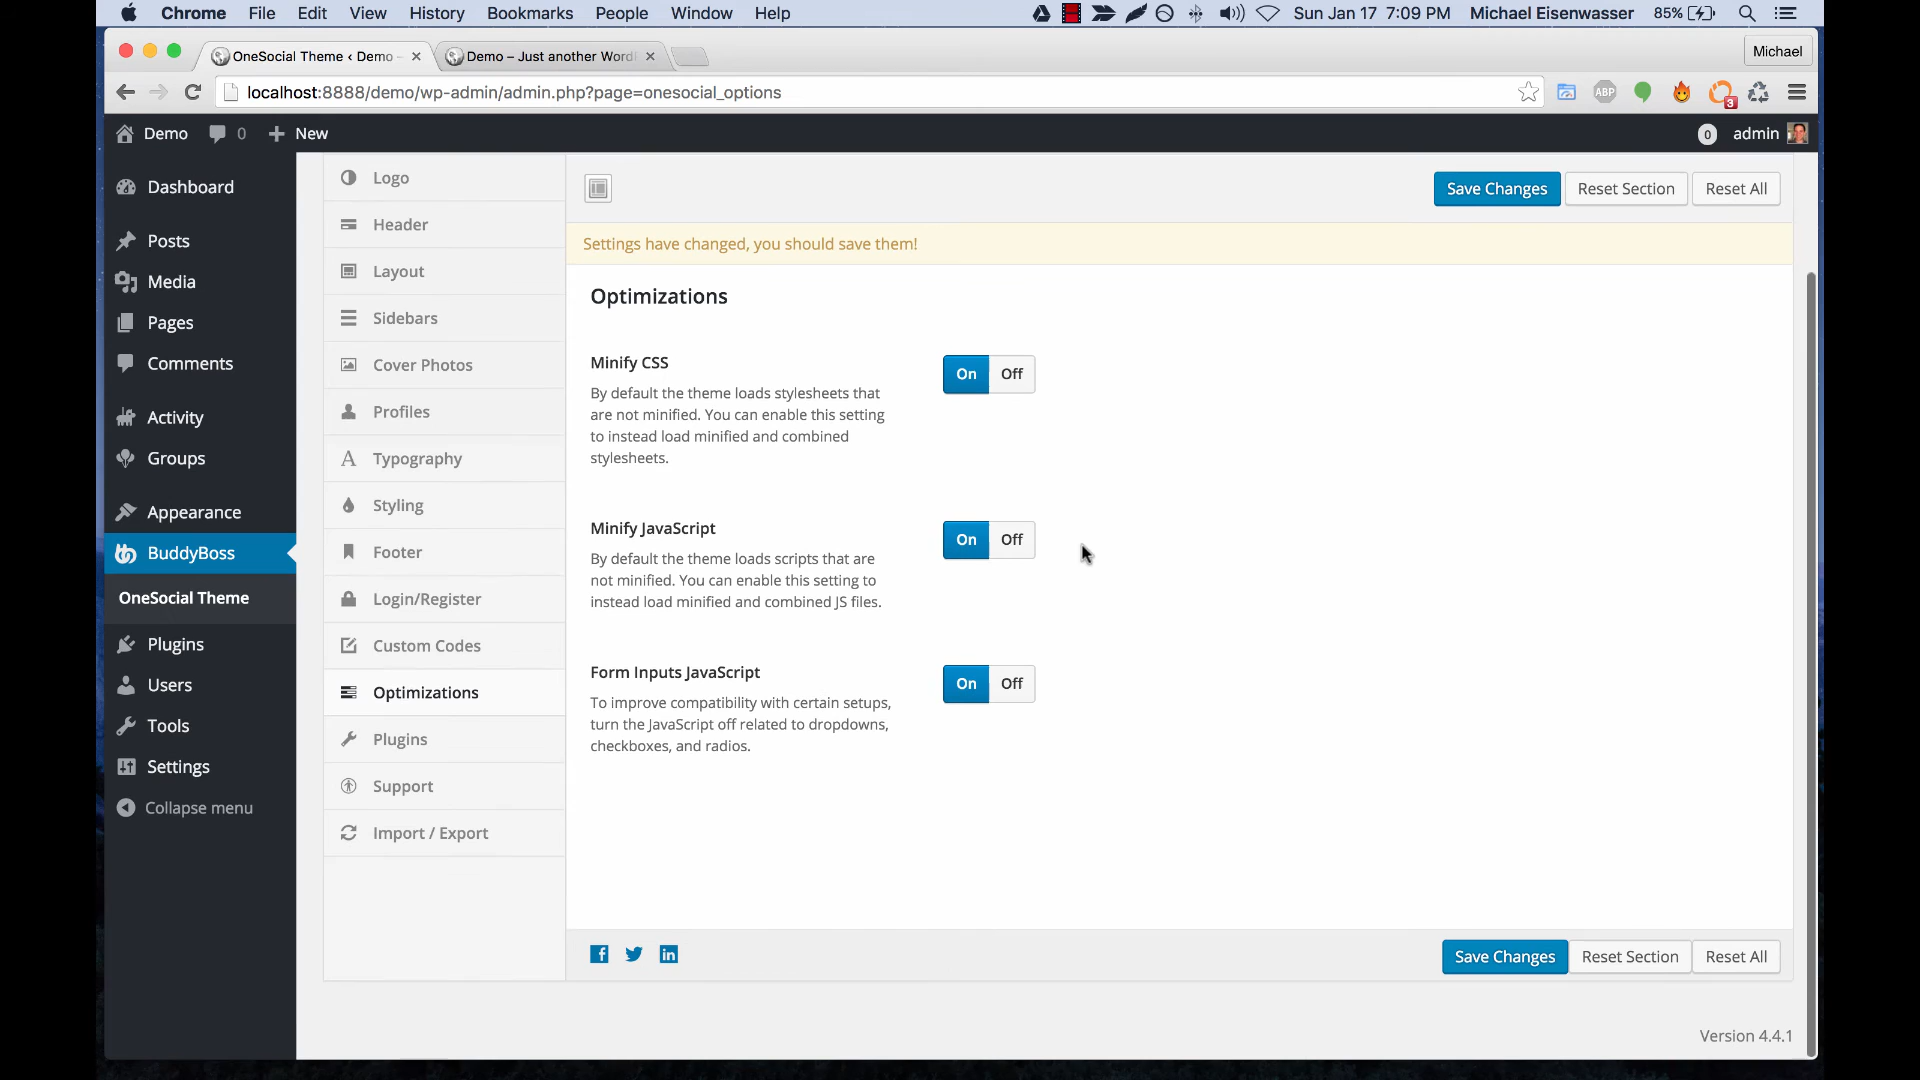 Chrome File Edit View History Bookmarks People Window Help Sun Jan 17 7:09 PM Michael Eisenwasser 85%
OneSocial Theme ‹ Demo – Demo – Just another Word Michael
localhost:8888/demo/wp-admin/admin.php?page=onesocial_options ABP 3
Demo 0 New 0 admin
Dashboard
Posts
Media
Pages
Comments
Activity
Groups
Appearance
BuddyBoss
OneSocial Theme
Plugins
Users
Tools
Settings
Collapse menu
Logo
Header
Layout
Sidebars
Cover Photos
Profiles
Typography
Styling
Footer
Login/Register
Custom Codes
Optimizations
Plugins
Support
Import / Export
Save Changes Reset Section Reset All
Settings have changed, you should save them!
Optimizations
Minify CSS
By default the theme loads stylesheets that
are not minified. You can enable this setting
to instead load minified and combined
stylesheets.
On Off
Minify JavaScript
By default the theme loads scripts that are
not minified. You can enable this setting to
instead load minified and combined JS files.
On Off
Form Inputs JavaScript
To improve compatibility with certain setups,
turn the JavaScript off related to dropdowns,
checkboxes, and radios.
On Off
Save Changes Reset Section Reset All
Version 4.4.1